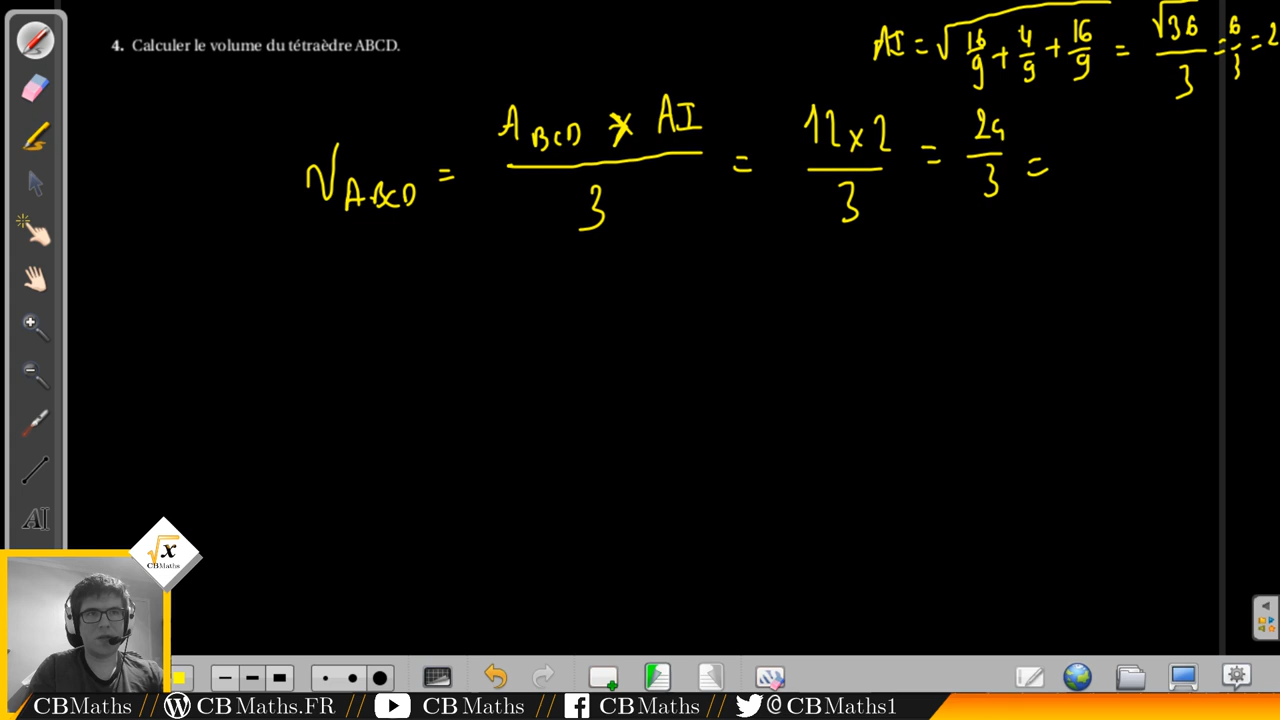 4. Calculer le volume du tétraèdre ABCD.
AI = √(16/9 + 4/9 + 16/9) = √36/3 = 6/3 = 2
V_ABCD = (A_BCD × AI)/3 = (12 × 2)/3 = 24/3 =
AI
√x
CBMaths
CBMaths // CBMaths.FR // CBMaths // CBMaths // @CBMaths1